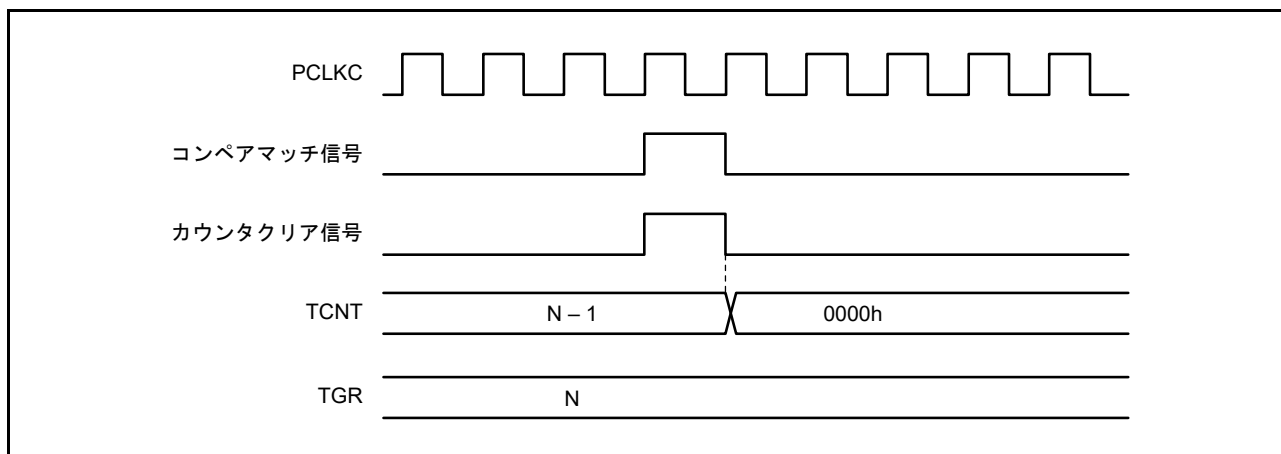 PCLKC
コンペアマッチ信号
カウンタクリア信号
TCNT N – 1 0000h
TGR N